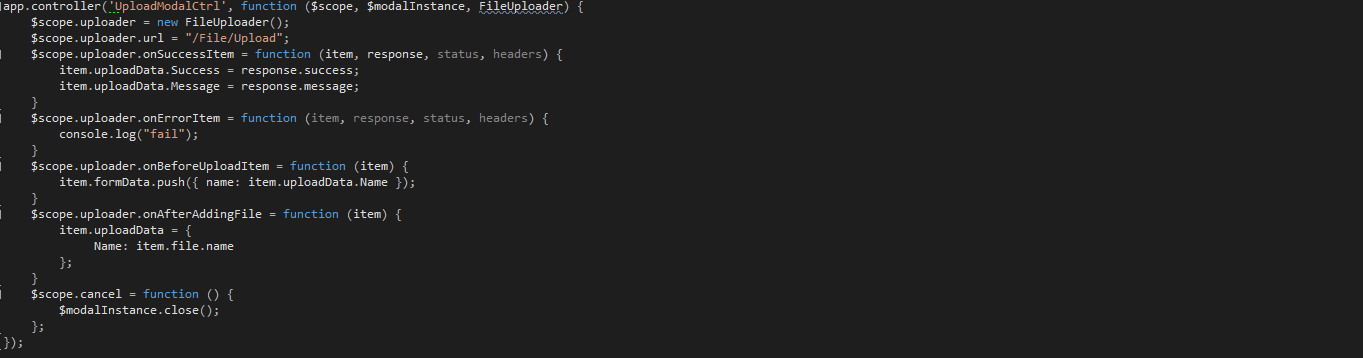 app.controller('UploadModalCtrl', function ($scope, $modalInstance, FileUploader) {
    $scope.uploader = new FileUploader();
    $scope.uploader.url = "/File/Upload";
    $scope.uploader.onSuccessItem = function (item, response, status, headers) {
        item.uploadData.Success = response.success;
        item.uploadData.Message = response.message;
    }
    $scope.uploader.onErrorItem = function (item, response, status, headers) {
        console.log("fail");
    }
    $scope.uploader.onBeforeUploadItem = function (item) {
        item.formData.push({ name: item.uploadData.Name });
    }
    $scope.uploader.onAfterAddingFile = function (item) {
        item.uploadData = {
             Name: item.file.name
        };
    }
    $scope.cancel = function () {
        $modalInstance.close();
    };
});